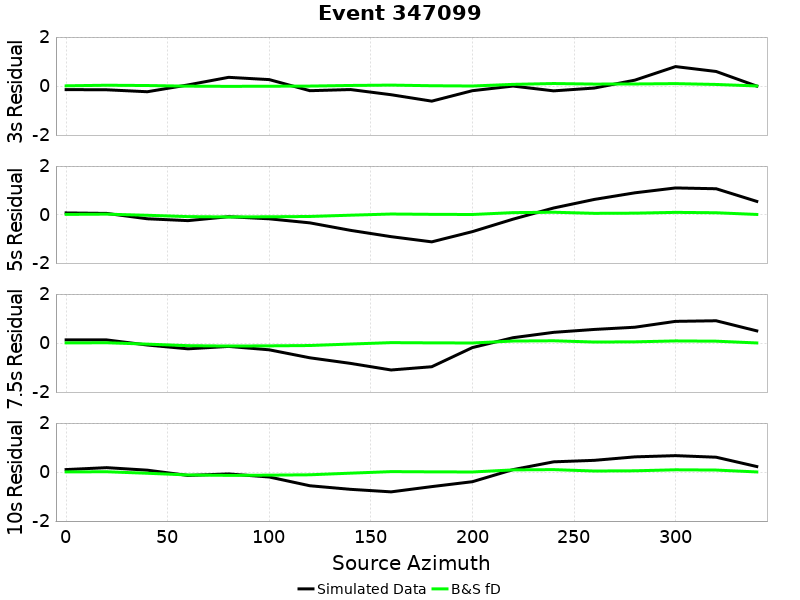 Event 347099
3s Residual
2
0
-2
5s Residual
2
0
-2
7.5s Residual
2
0
-2
10s Residual
2
0
-2
0 50 100 150 200 250 300
Source Azimuth
Simulated Data B&S fD